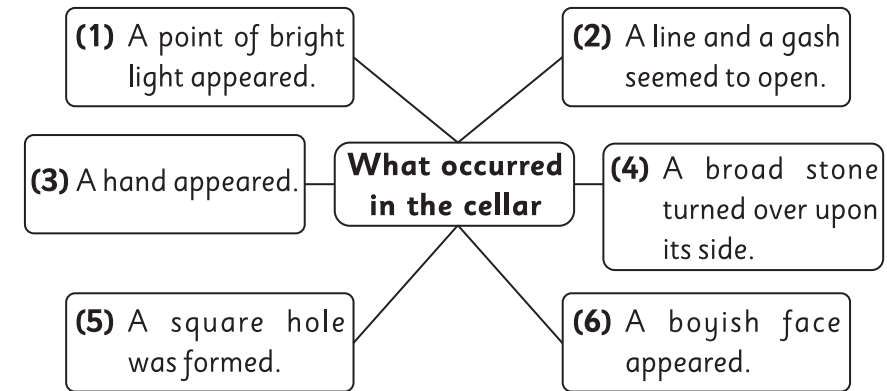 (1) A point of bright
light appeared.
(2) A line and a gash
seemed to open.
(3) A hand appeared.
What occurred
in the cellar
(4) A broad stone
turned over upon
its side.
(5) A square hole
was formed.
(6) A boyish face
appeared.